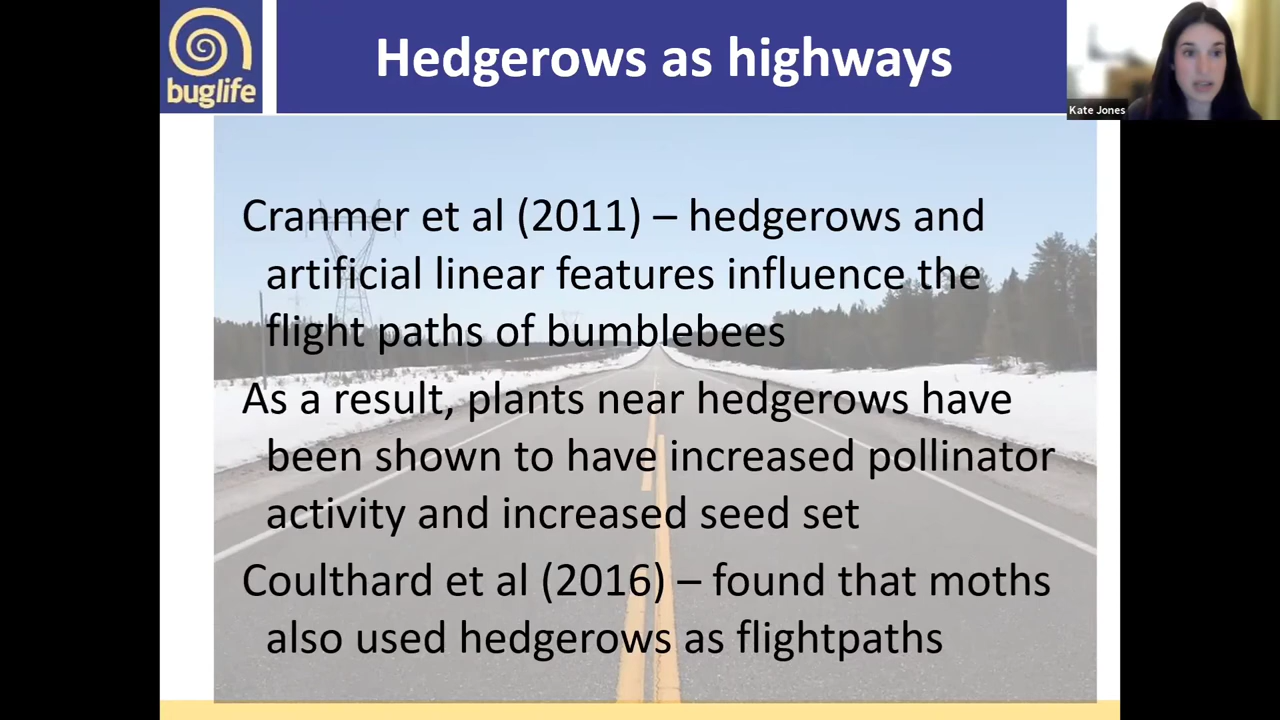 buglife
Hedgerows as highways
Kate Jones
Cranmer et al (2011) – hedgerows and
artificial linear features influence the
flight paths of bumblebees
As a result, plants near hedgerows have
been shown to have increased pollinator
activity and increased seed set
Coulthard et al (2016) – found that moths
also used hedgerows as flightpaths